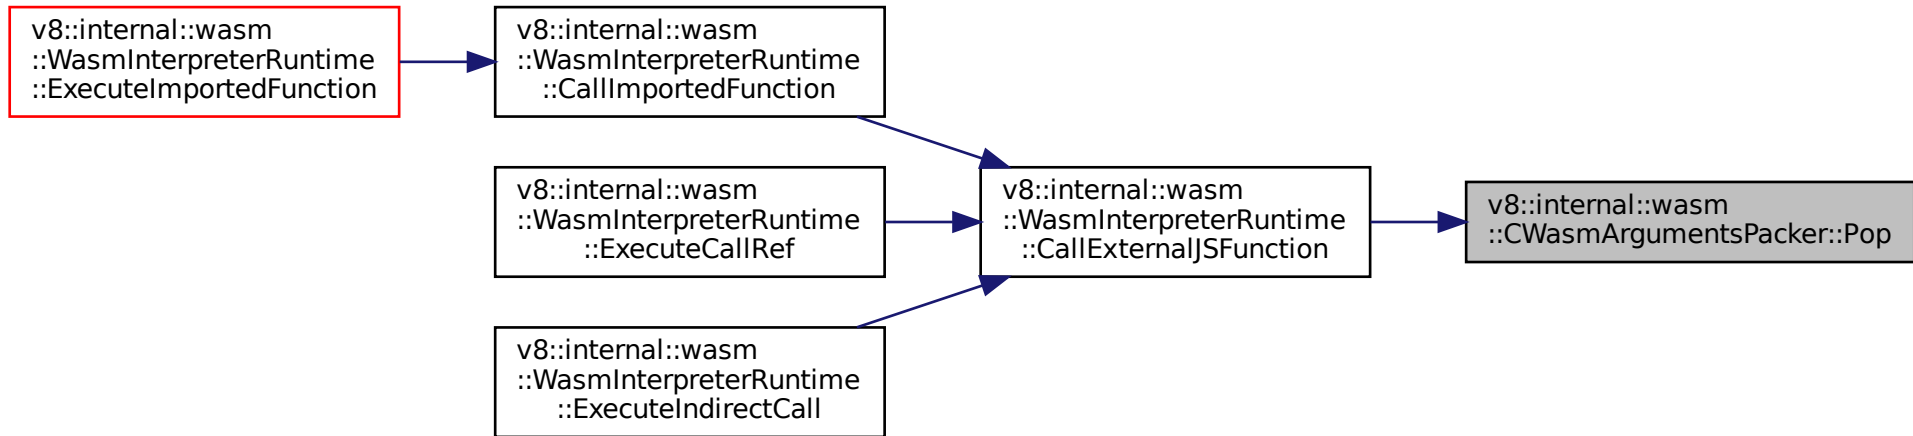 v8::internal::wasm
::WasmInterpreterRuntime
::ExecuteImportedFunction
v8::internal::wasm
::WasmInterpreterRuntime
::CallImportedFunction
v8::internal::wasm
::WasmInterpreterRuntime
::ExecuteCallRef
v8::internal::wasm
::WasmInterpreterRuntime
::ExecuteIndirectCall
v8::internal::wasm
::WasmInterpreterRuntime
::CallExternalJSFunction
v8::internal::wasm
::CWasmArgumentsPacker::Pop